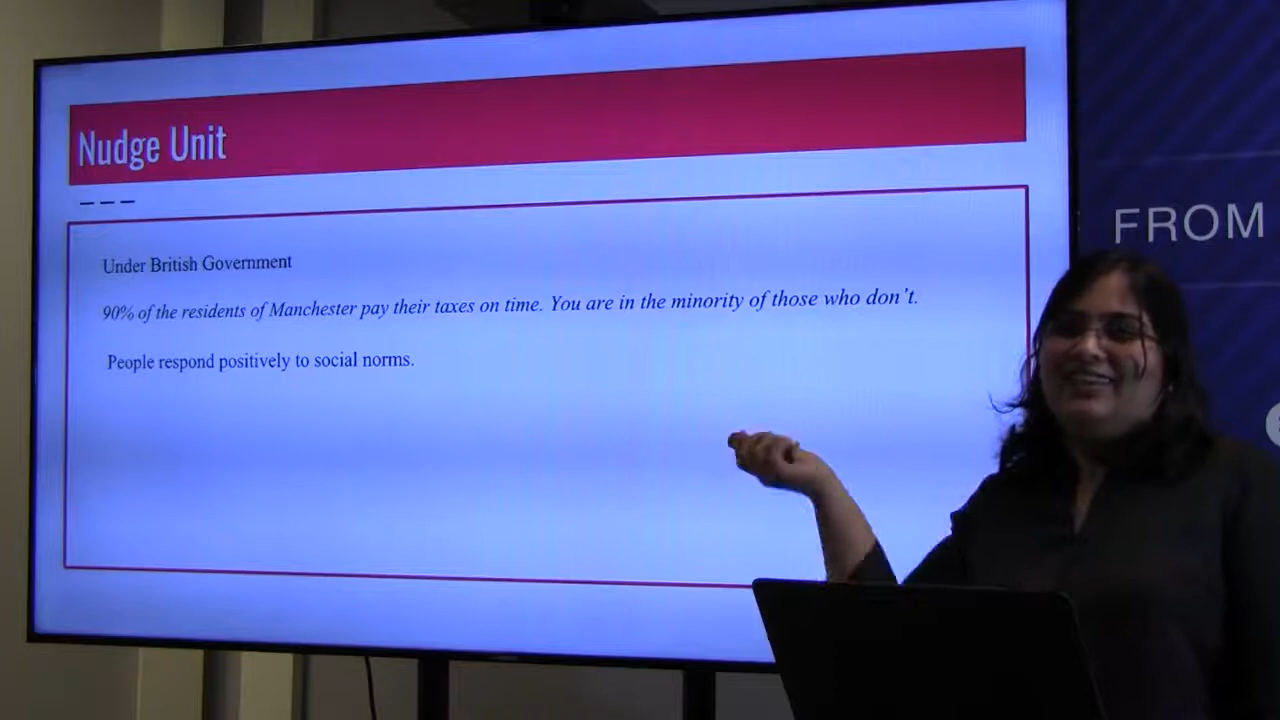 Nudge Unit
Under British Government
90% of the residents of Manchester pay their taxes on time. You are in the minority of those who don't.
People respond positively to social norms.
FROM